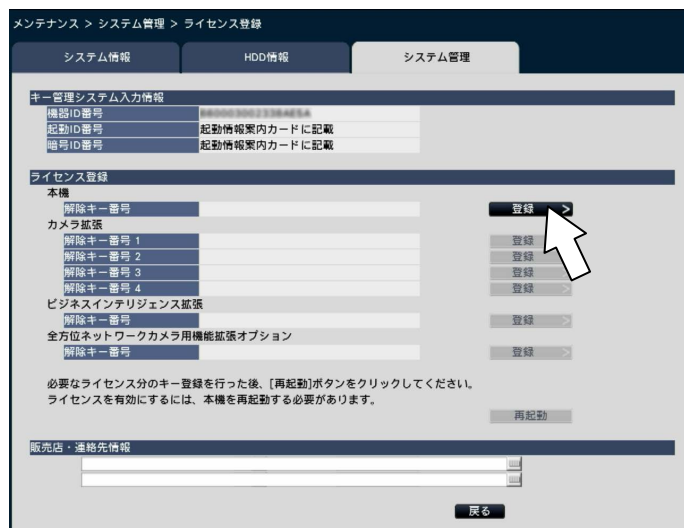 メンテナンス > システム管理 > ライセンス登録
システム情報 HDD情報 システム管理
キー管理システム入力情報
機器ID番号
起動ID番号 起動情報案内カードに記載
暗号ID番号 起動情報案内カードに記載
ライセンス登録
本機
解除キー番号 登録 >
カメラ拡張
解除キー番号 1 登録
解除キー番号 2 登録
解除キー番号 3 登録
解除キー番号 4 登録 >
ビジネスインテリジェンス拡張
解除キー番号 登録 >
全方位ネットワークカメラ用機能拡張オプション
解除キー番号 登録 >
必要なライセンス分のキー登録を行った後、[再起動]ボタンをクリックしてください。
ライセンスを有効にするには、本機を再起動する必要があります。
再起動
販売店・連絡先情報
戻る